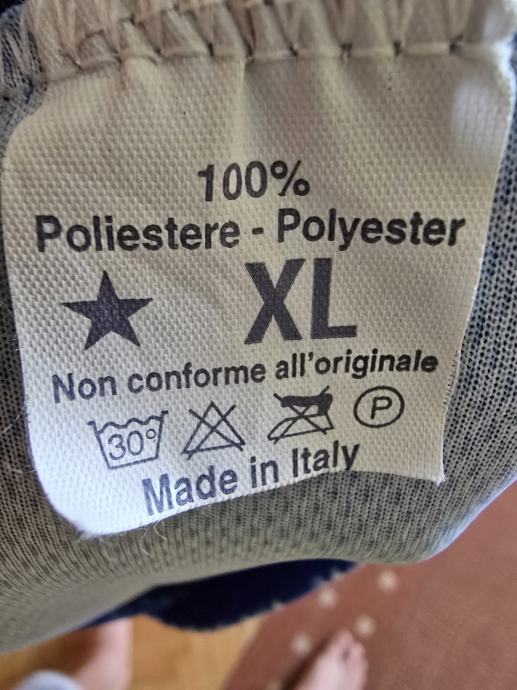 100%
Poliestere - Polyester
XL
Non conforme all'originale
30° P
Made in Italy